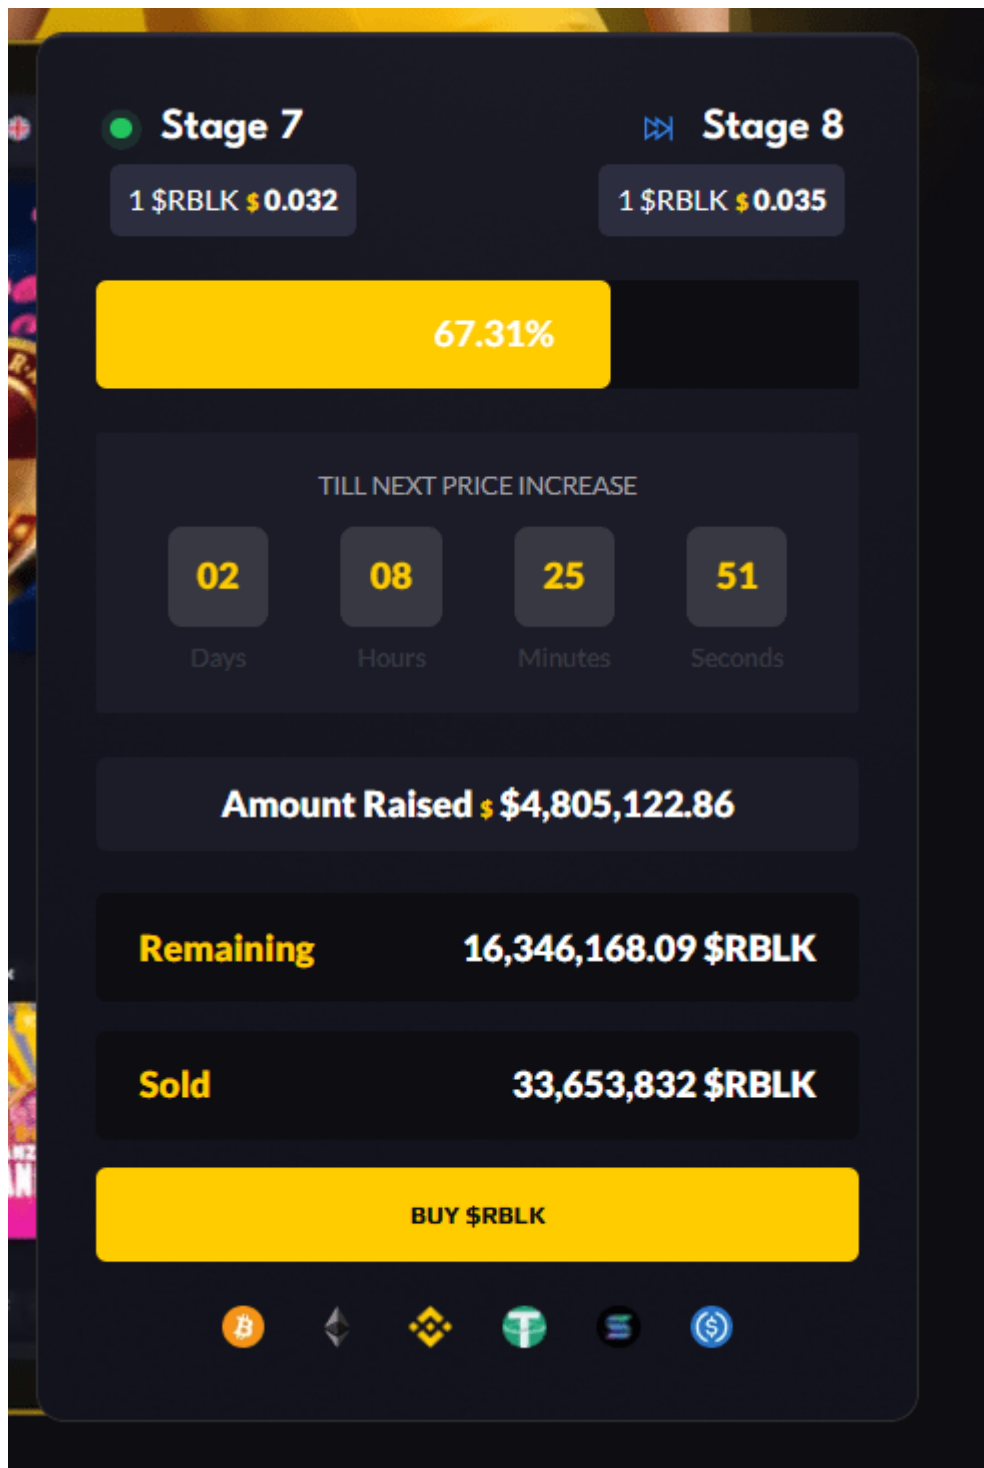 Stage 7
Stage 8
1 $RBLK $ 0.032
1 $RBLK $ 0.035
67.31%
TILL NEXT PRICE INCREASE
02 08 25 51
Days Hours Minutes Seconds
Amount Raised $ $4,805,122.86
Remaining 16,346,168.09 $RBLK
Sold 33,653,832 $RBLK
BUY $RBLK